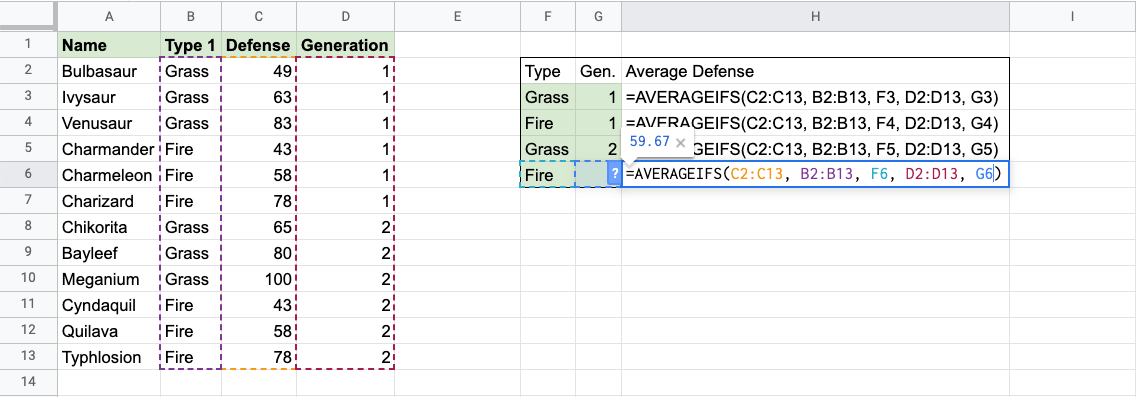 A B C D E F G H I
1 Name Type 1 Defense Generation
2 Bulbasaur Grass 49 1 Type Gen. Average Defense
3 Ivysaur Grass 63 1 Grass 1 =AVERAGEIFS(C2:C13, B2:B13, F3, D2:D13, G3)
4 Venusaur Grass 83 1 Fire 1 =AVERAGEIFS(C2:C13, B2:B13, F4, D2:D13, G4)
59.67 ×
5 Charmander Fire 43 1 Grass 2 GEIFS(C2:C13, B2:B13, F5, D2:D13, G5)
6 Charmeleon Fire 58 1 Fire ? =AVERAGEIFS(C2:C13, B2:B13, F6, D2:D13, G6)
7 Charizard Fire 78 1
8 Chikorita Grass 65 2
9 Bayleef Grass 80 2
10 Meganium Grass 100 2
11 Cyndaquil Fire 43 2
12 Quilava Fire 58 2
13 Typhlosion Fire 78 2
14